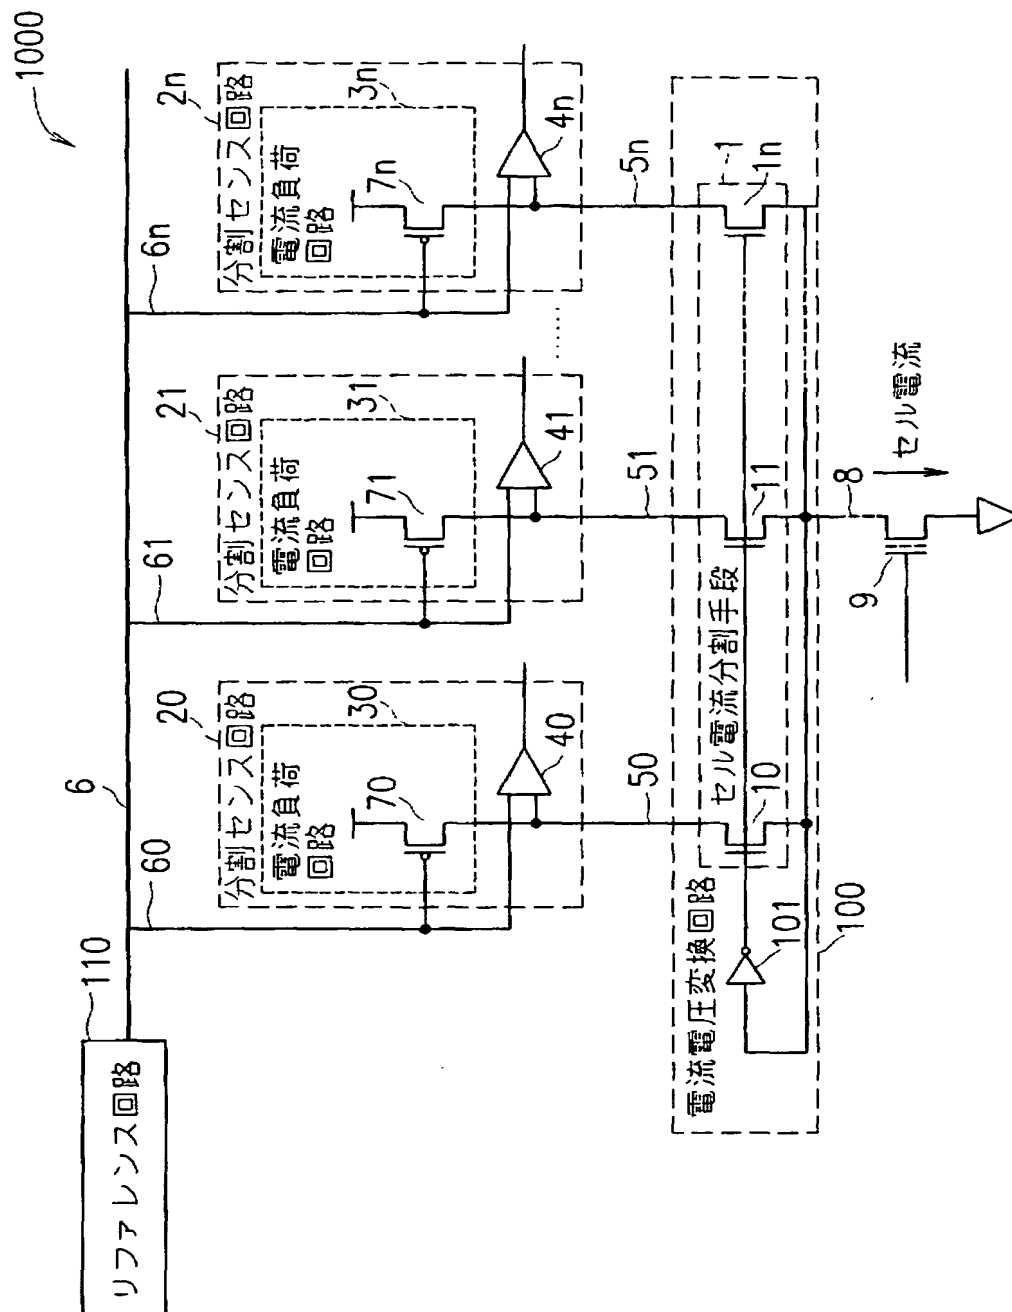 1000
リファレンス回路
110
6
60
61
6n
20
分割センス回路
30
電流負荷
回路
70
40
50
21
分割センス回路
31
電流負荷
回路
71
41
51
2n
分割センス回路
3n
電流負荷
回路
7n
4n
5n
電流電圧変換回路
100
101
セル電流分割手段
1
10
11
1n
8
セル電流
9